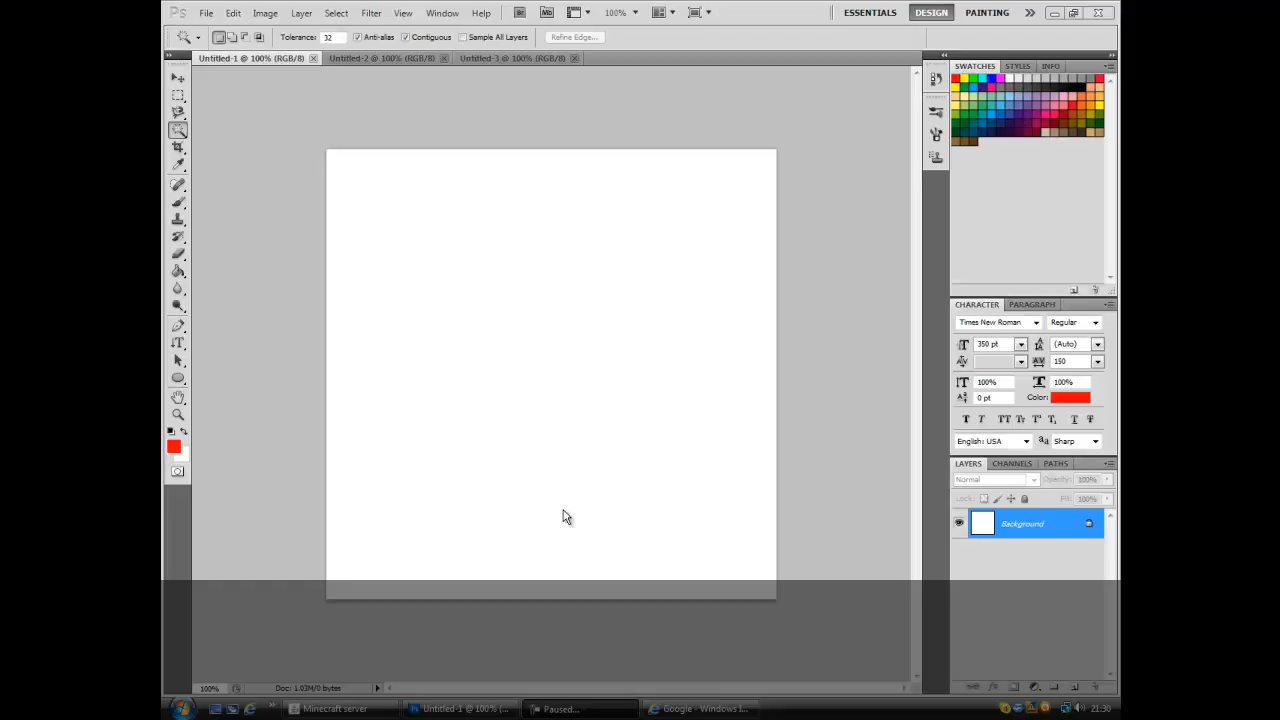 Ps File Edit Image Layer Select Filter View Window Help Br Mb 100% ESSENTIALS DESIGN PAINTING
Tolerance: 32 Anti-alias Contiguous Sample All Layers Refine Edge...
Untitled-1 @ 100% (RGB/8) Untitled-2 @ 100% (RGB/8) Untitled-3 @ 100% (RGB/8)
SWATCHES STYLES INFO
CHARACTER PARAGRAPH
Times New Roman Regular
350 pt (Auto)
150
100% 100%
0 pt Color:
English: USA Sharp
LAYERS CHANNELS PATHS
Normal Opacity: 100%
Lock: Fill: 100%
Background
100% Doc: 1.03M/0 bytes
Minecraft server Untitled-1 @ 100% (... Paused... Google - Windows I... 21:30